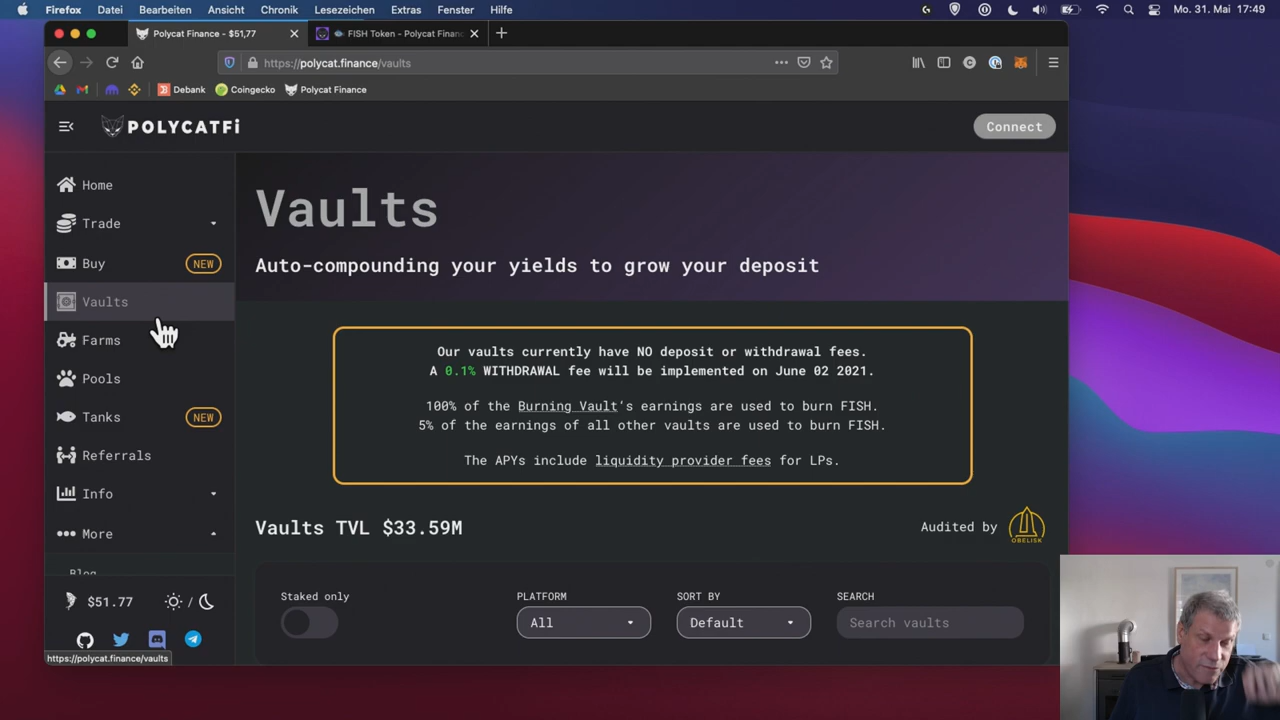 Firefox Datei Bearbeiten Ansicht Chronik Lesezeichen Extras Fenster Hilfe Mo. 31. Mai 17:49
Polycat Finance - $51,77
FISH Token - Polycat Financ
https://polycat.finance/vaults
Debank Coingecko Polycat Finance
POLYCATFi
Connect
Home
Trade
Buy NEW
Vaults
Farms
Pools
Tanks NEW
Referrals
Info
More
Blog
$51.77 /
https://polycat.finance/vaults
Vaults
Auto-compounding your yields to grow your deposit
Our vaults currently have NO deposit or withdrawal fees.
A 0.1% WITHDRAWAL fee will be implemented on June 02 2021.
100% of the Burning Vault's earnings are used to burn FISH.
5% of the earnings of all other vaults are used to burn FISH.
The APYs include liquidity provider fees for LPs.
Vaults TVL $33.59M
Audited by
OBELISK
Staked only
PLATFORM
All
SORT BY
Default
SEARCH
Search vaults